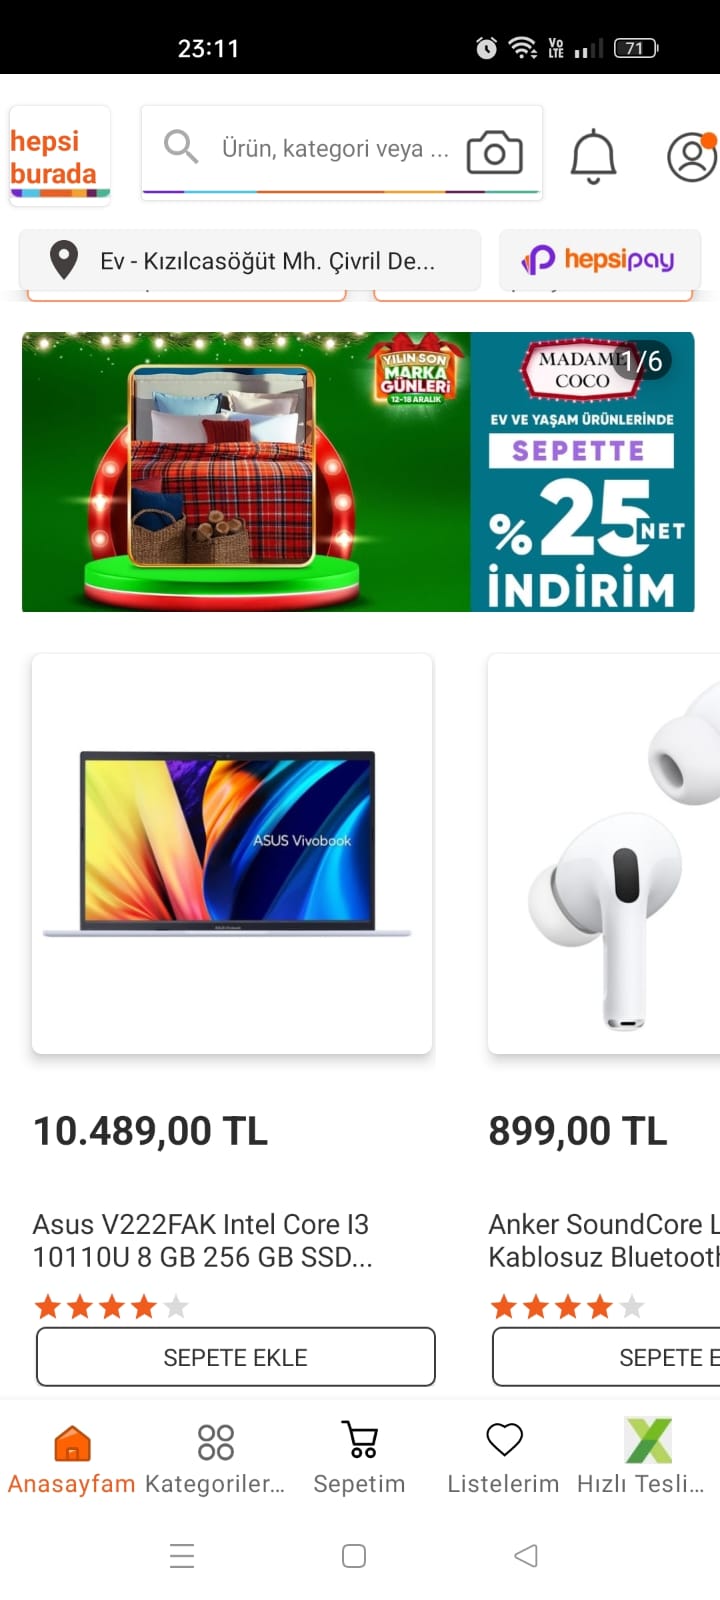 23:11
Vo LTE
71
hepsi
burada
Ürün, kategori veya ...
Ev - Kızılcasöğüt Mh. Çivril De...
hepsipay
YILIN SON
MARKA
GÜNLERİ
12-18 ARALIK
MADAME
COCO
1/6
EV VE YAŞAM ÜRÜNLERİNDE
SEPETTE
%25 NET
İNDİRİM
ASUS Vivobook
10.489,00 TL
899,00 TL
Asus V222FAK Intel Core I3
10110U 8 GB 256 GB SSD...
Anker SoundCore L
Kablosuz Bluetooth
SEPETE EKLE
SEPETE E
Anasayfam
Kategoriler...
Sepetim
Listelerim
Hızlı Tesli...